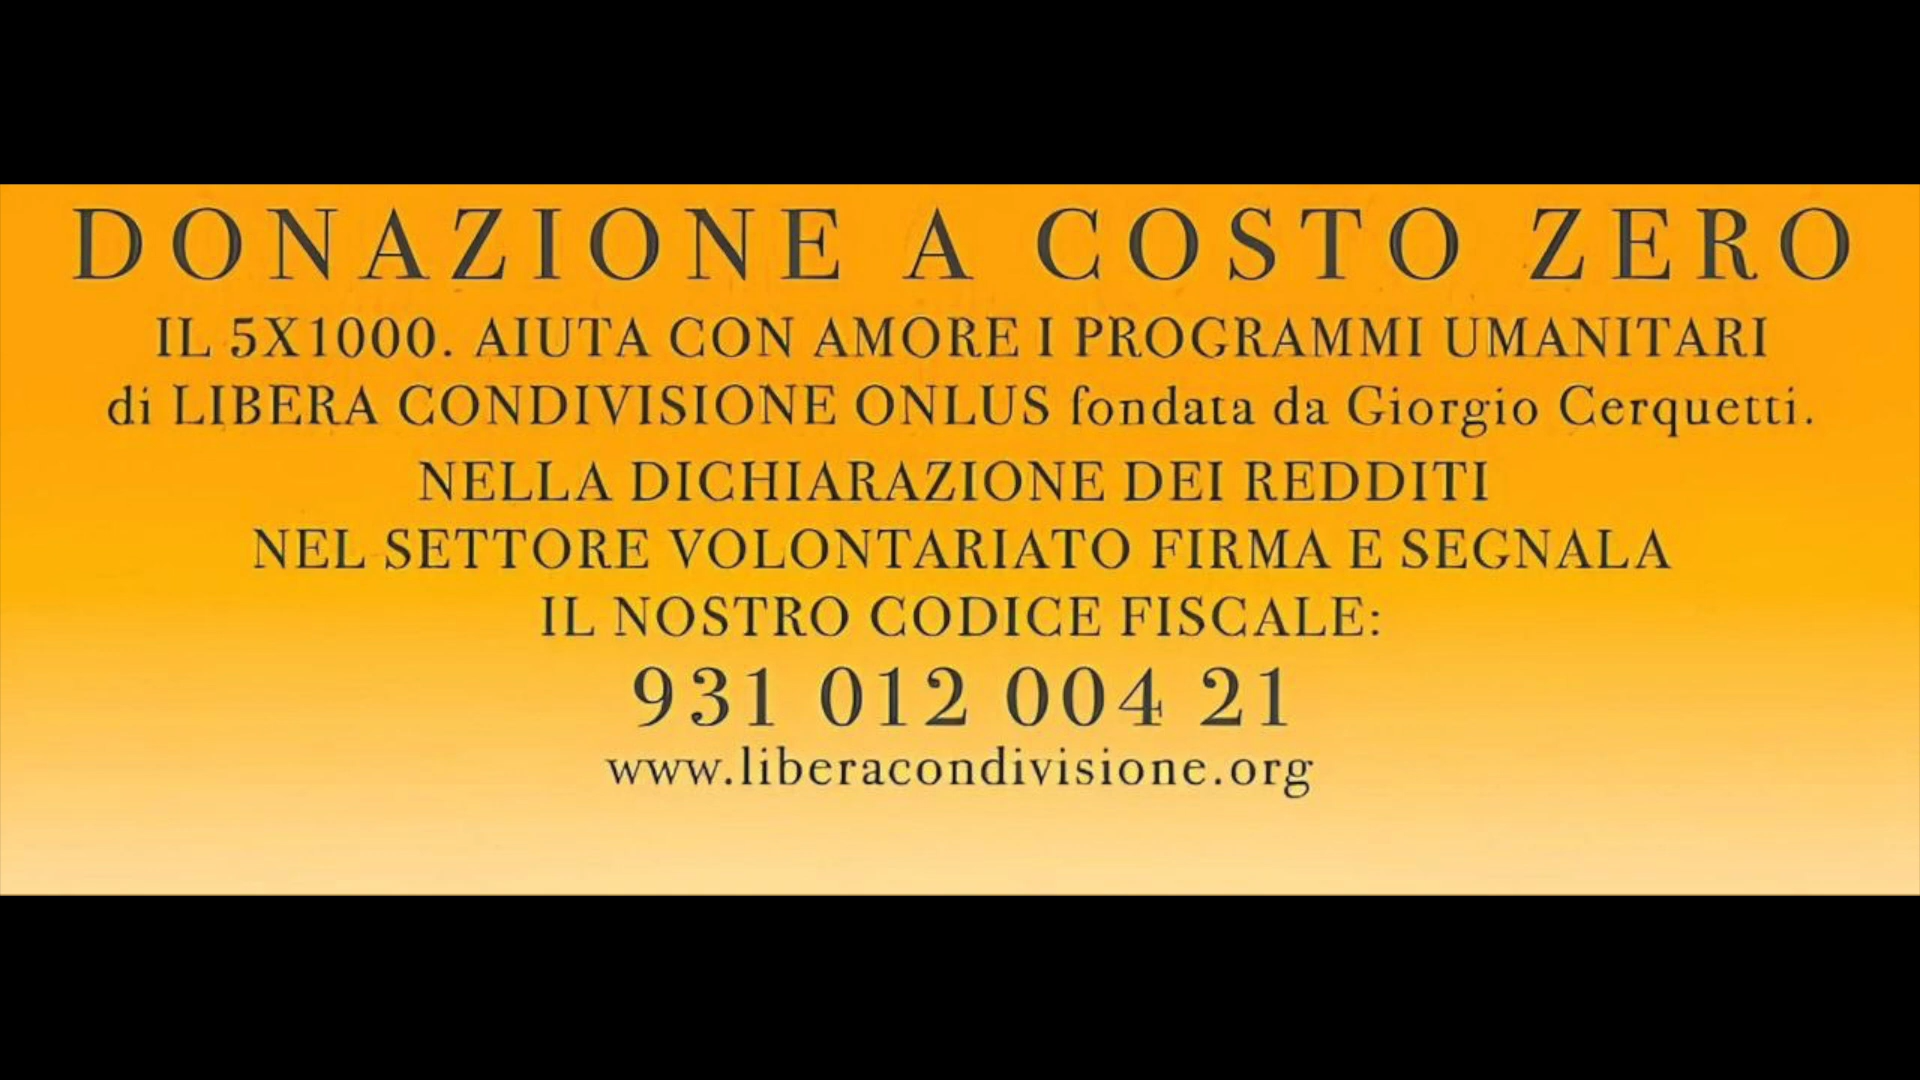 DONAZIONE A COSTO ZERO
IL 5X1000. AIUTA CON AMORE I PROGRAMMI UMANITARI
di LIBERA CONDIVISIONE ONLUS fondata da Giorgio Cerquetti.
NELLA DICHIARAZIONE DEI REDDITI
NEL SETTORE VOLONTARIATO FIRMA E SEGNALA
IL NOSTRO CODICE FISCALE:
931 012 004 21
www.liberacondivisione.org